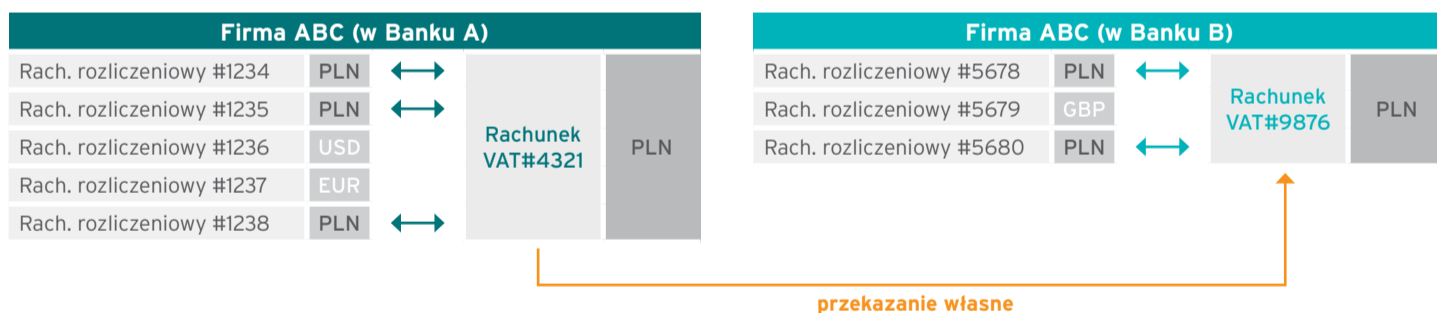 Firma ABC (w Banku A)
Rach. rozliczeniowy #1234 PLN
Rach. rozliczeniowy #1235 PLN
Rach. rozliczeniowy #1236 USD
Rach. rozliczeniowy #1237 EUR
Rach. rozliczeniowy #1238 PLN
Rachunek
VAT#4321
PLN
Firma ABC (w Banku B)
Rach. rozliczeniowy #5678 PLN
Rach. rozliczeniowy #5679 GBP
Rach. rozliczeniowy #5680 PLN
Rachunek
VAT#9876
PLN
przekazanie własne